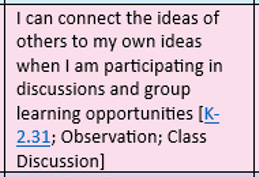 I can connect the ideas of
others to my own ideas
when I am participating in
discussions and group
learning opportunities [K-
2.31; Observation; Class
Discussion]